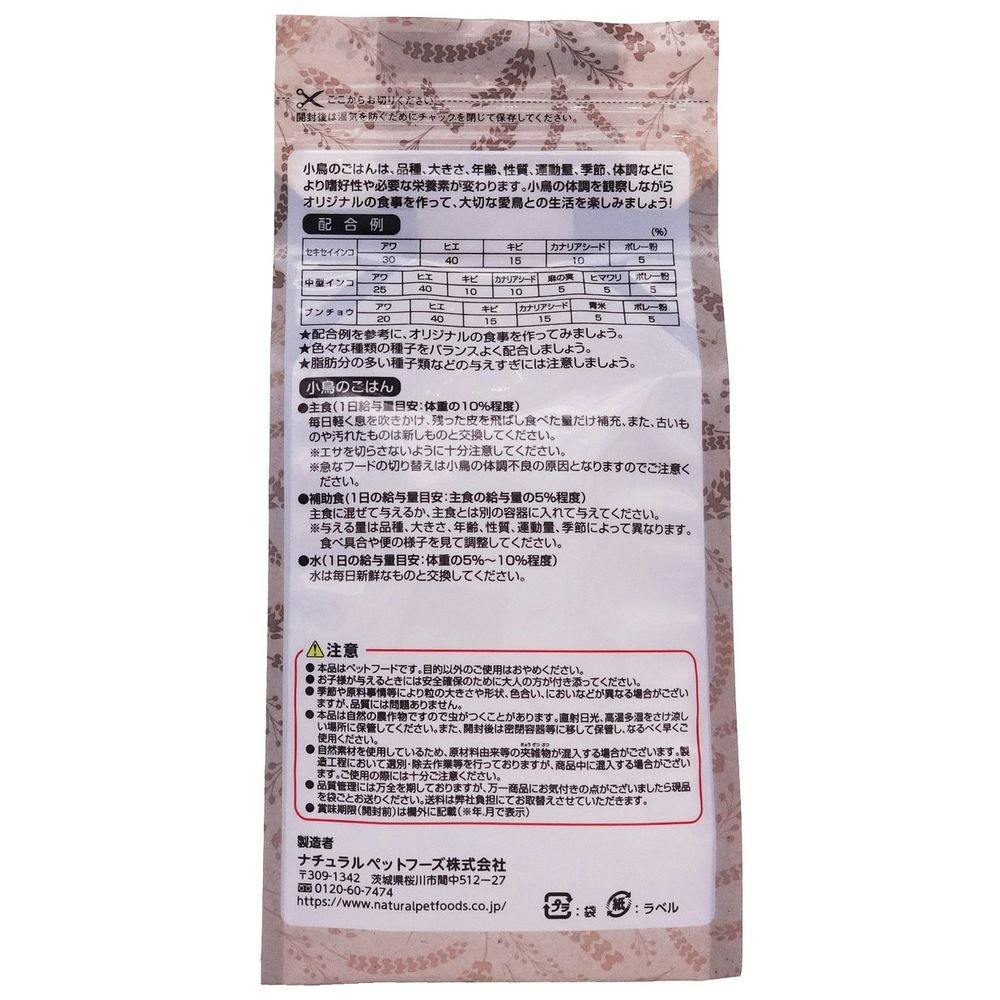 ここからお切りください。
開封後は湿気を防ぐためにチャックを閉じて保存してください。
小鳥のごはんは、品種、大きさ、年齢、性質、運動量、季節、体調などに
より嗜好性や必要な栄養素が変わります。小鳥の体調を観察しながら
オリジナルの食事を作って、大切な愛鳥との生活を楽しみましょう!
配合例
(%)
セキセイインコ アワ ヒエ キビ カナリアシード ボレー粉
30 40 15 10 5
中型インコ アワ ヒエ キビ カナリアシード 麻の実 ヒマワリ ボレー粉
25 40 10 10 5 5 5
ブンチョウ アワ ヒエ キビ カナリアシード 青米 ボレー粉
20 40 15 15 5 5
★配合例を参考に、オリジナルの食事を作ってみましょう。
★色々な種類の種子をバランスよく配合しましょう。
★脂肪分の多い種子類などの与えすぎには注意しましょう。
小鳥のごはん
●主食(1日給与量目安:体重の10%程度)
毎日軽く息を吹きかけ、残った皮を飛ばし食べた量だけ補充、また、古いも
のや汚れたものは新しものと交換してください。
※エサを切らさないように十分注意してください。
※急なフードの切り替えは小鳥の体調不良の原因となりますのでご注意く
ださい。
●補助食(1日の給与量目安:主食の給与量の5%程度)
主食に混ぜて与えるか、主食とは別の容器に入れて与えてください。
※与える量は品種、大きさ、年齢、性質、運動量、季節によって異なります。
食べ具合や便の様子を見て調整してください。
●水(1日の給与量目安:体重の5%~10%程度)
水は毎日新鮮なものと交換してください。
注意
●本品はペットフードです。目的以外のご使用はおやめください。
●お子様が与えるときには安全確保のために大人の方が付き添ってください。
●季節や原料事情等により粒の大きさや形状、色合い、においなどが異なる場合がござい
ますが、品質には問題ありません。
●本品は自然の農作物ですので虫がつくことがあります。直射日光、高温多湿をさけ涼し
い場所に保管してください。また、開封後は密閉容器等に移して保管し、なるべく早くご
使用ください。
きょうざつぶつ
●自然素材を使用しているため、原材料由来等の夾雑物が混入する場合がございます。製
造工程において選別・除去作業等を行っておりますが、商品中に混入する場合がござい
ます。ご使用の際には十分ご注意ください。
●品質管理には万全を期しておりますが、万一商品にお気付きの点がございましたら現品
を袋ごとお送りください。送料は弊社負担にてお取替えさせていただきます。
●賞味期限(開封前)は欄外に記載(※年.月で表示)
製造者
ナチュラルペットフーズ株式会社
〒309-1342 茨城県桜川市間中512-27
0120-60-7474
https://www.naturalpetfoods.co.jp/
プラ:袋 紙:ラベル